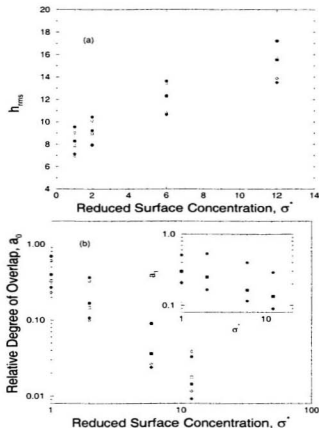 20
18
16
14
12
10
8
6
4
(a)
h_rms
0 2 4 6 8 10 12 14
Reduced Surface Concentration, σ*
1.00
0.10
0.01
(b)
Relative Degree of Overlap, a₀
1.0
0.1
a₁
1 10
σ*
1 10 100
Reduced Surface Concentration, σ*